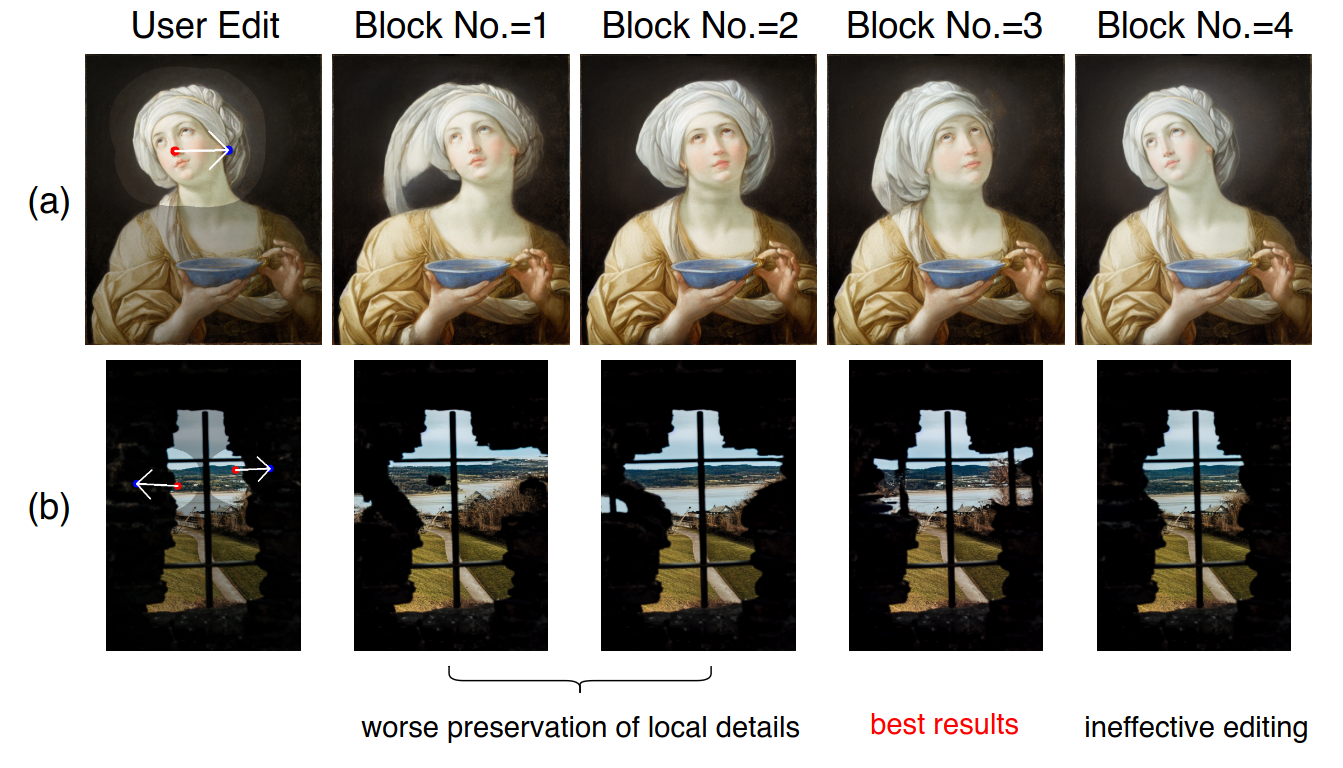 User Edit
Block No.=1
Block No.=2
Block No.=3
Block No.=4
(a)
(b)
worse preservation of local details
best results
ineffective editing